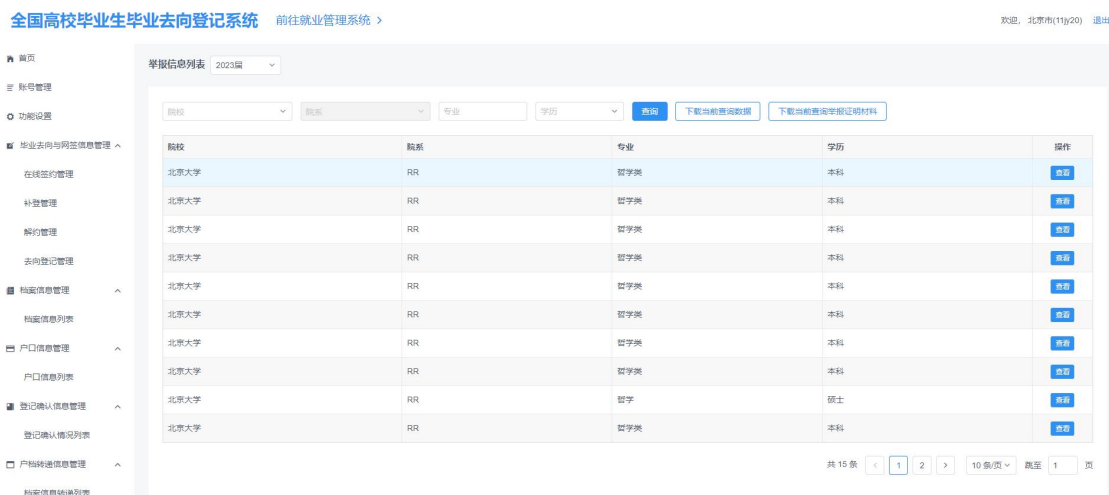 全国高校毕业生毕业去向登记系统 前往就业管理系统 >
欢迎, 北京市(11jy20) 退出
首页
账号管理
功能设置
毕业去向与网签信息管理
在线签约管理
补登管理
解约管理
去向登记管理
档案信息管理
档案信息列表
户口信息管理
户口信息列表
登记确认信息管理
登记确认情况列表
户档转递信息管理
档案信息转递列表
举报信息列表 2023届
院校 院系 专业 学历 查询 下载当前查询数据 下载当前查询举报证明材料
院校 院系 专业 学历 操作
北京大学 RR 哲学类 本科 查看
北京大学 RR 哲学类 本科 查看
北京大学 RR 哲学类 本科 查看
北京大学 RR 哲学类 本科 查看
北京大学 RR 哲学类 本科 查看
北京大学 RR 哲学类 本科 查看
北京大学 RR 哲学类 本科 查看
北京大学 RR 哲学类 本科 查看
北京大学 RR 哲学 硕士 查看
北京大学 RR 哲学类 本科 查看
共 15 条 < 1 2 > 10 条/页 跳至 1 页